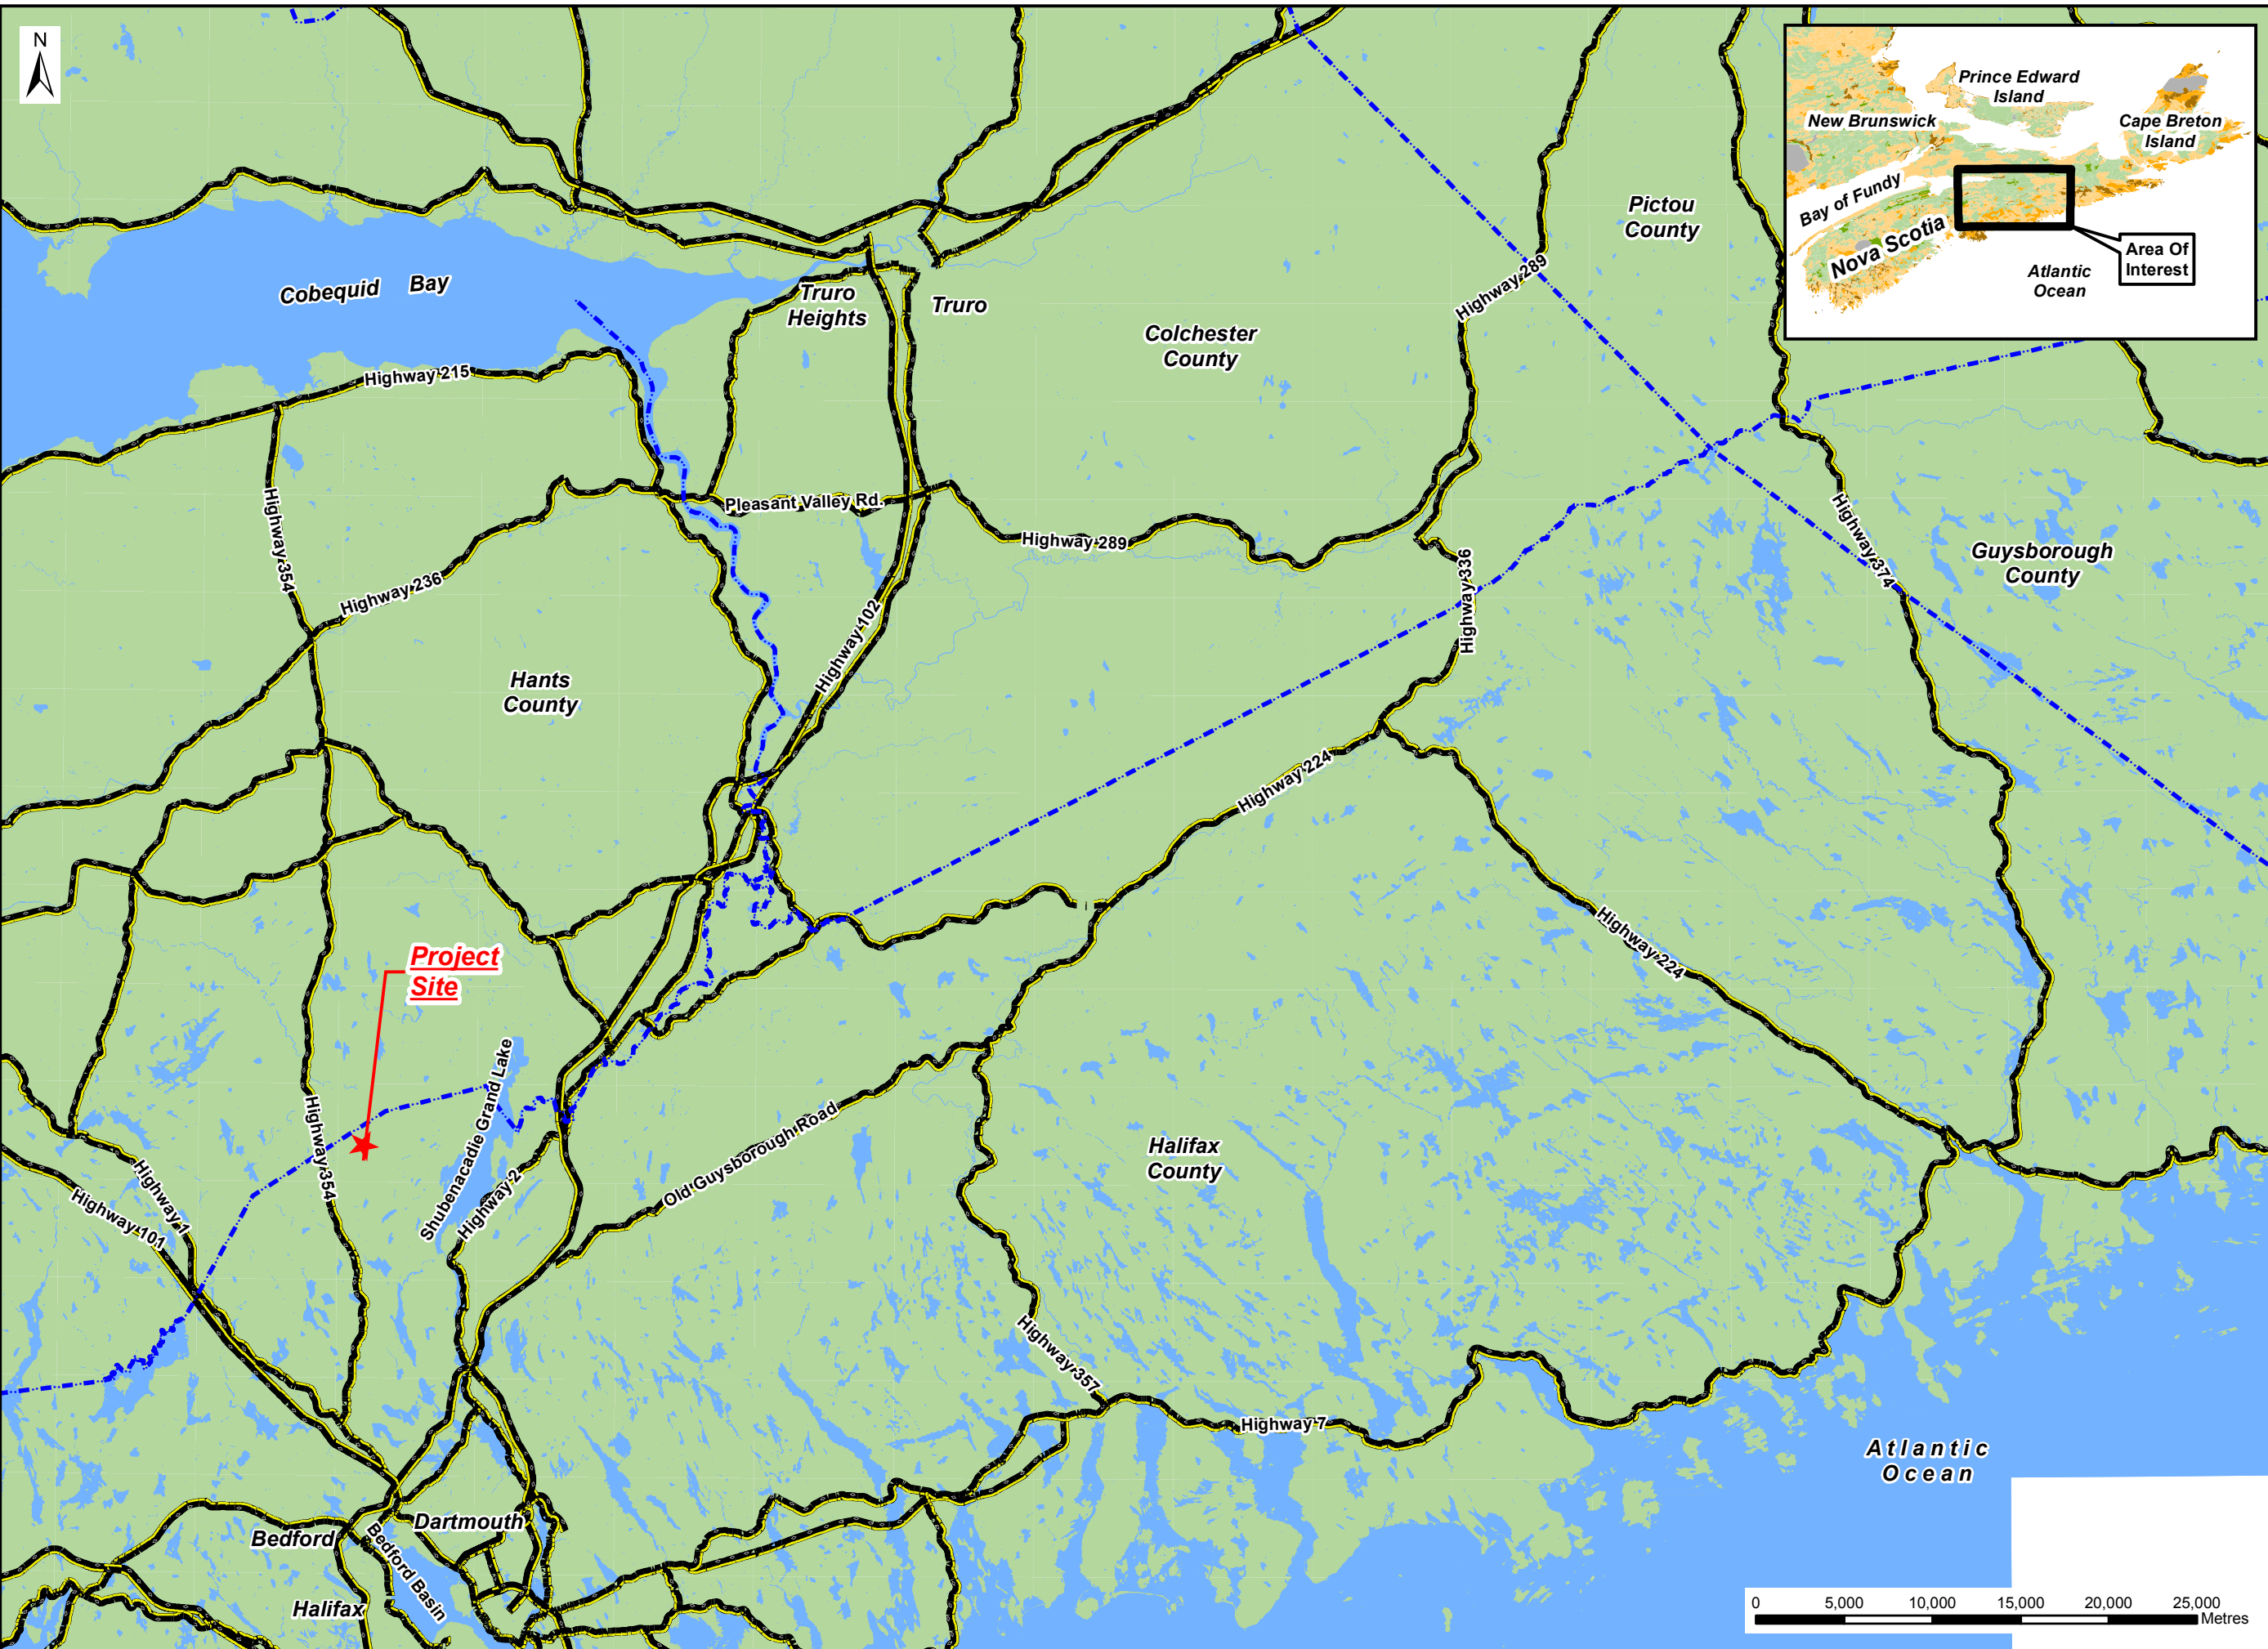 N
Prince Edward
Island
New Brunswick
Cape Breton
Island
Bay of Fundy
Nova Scotia
Area Of
Interest
Atlantic
Ocean
Pictou
County
Cobequid Bay
Truro
Heights
Truro
Colchester
County
Highway 289
Highway 215
Highway 354
Pleasant Valley Rd.
Highway 289
Highway 336
Highway 374
Guysborough
County
Highway 236
Highway 102
Hants
County
Highway 224
Highway 224
Project
Site
Shubenacadie Grand Lake
Highway 354
Highway 2
Old Guysborough Road
Halifax
County
Highway 1
Highway 101
Highway 357
Highway 7
Atlantic
Ocean
Dartmouth
Bedford
Bedford Basin
Halifax
0 5,000 10,000 15,000 20,000 25,000
Metres